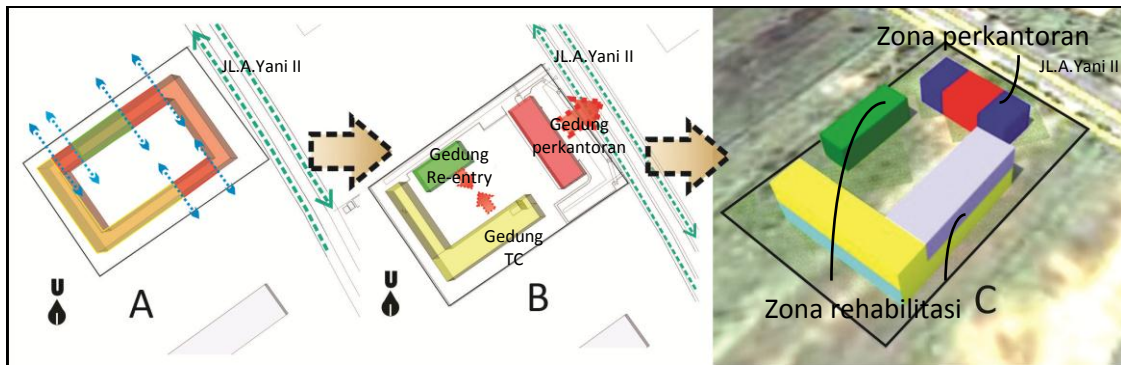 JL.A.Yani II
U
A
JL.A.Yani II
Gedung
perkantoran
Gedung
Re-entry
Gedung
TC
U
B
Zona perkantoran
JL.A.Yani II
Zona rehabilitasi
C